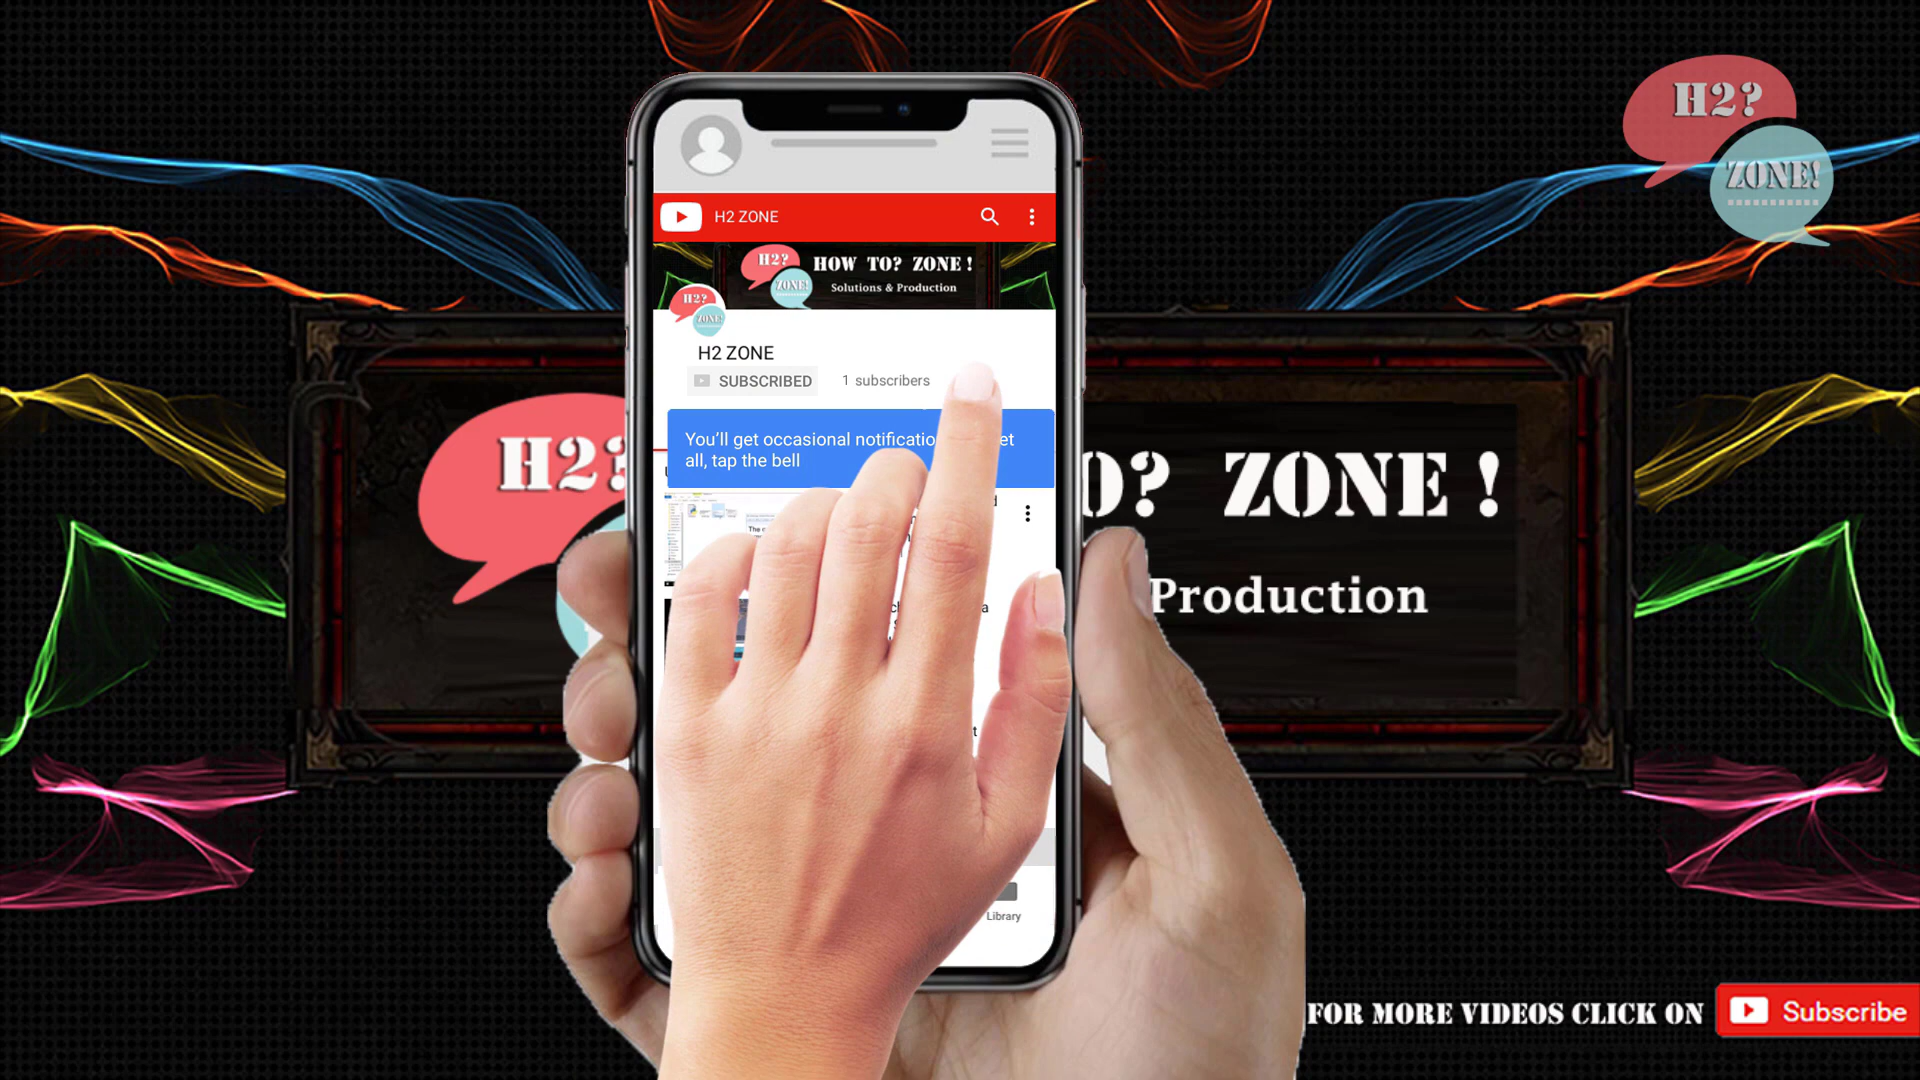 H2?
ZONE!
H2 ZONE
H2?
ZONE!
HOW TO? ZONE !
Solutions & Production
H2?
ZONE!
H2 ZONE
SUBSCRIBED
1 subscribers
You'll get occasional
all, tap the bell
H2?
O? ZONE !
Production
Library
FOR MORE VIDEOS CLICK ON
Subscribe